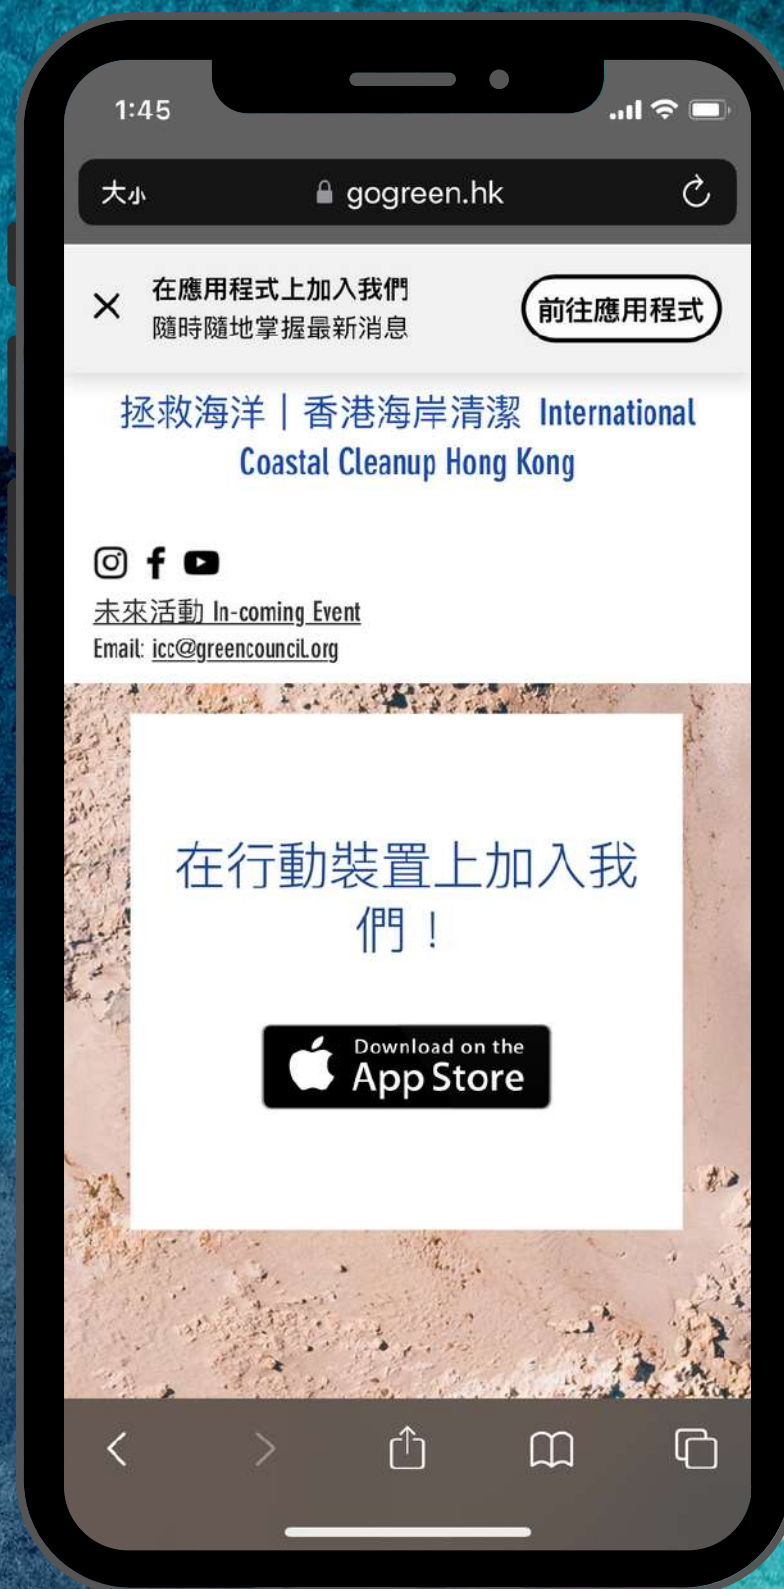 1:45
大小 gogreen.hk
在應用程式上加入我們
隨時隨地掌握最新消息
前往應用程式
拯救海洋｜香港海岸清潔 International
Coastal Cleanup Hong Kong
未來活動 In-coming Event
Email: icc@greencouncil.org
在行動裝置上加入我
們！
Download on the
App Store